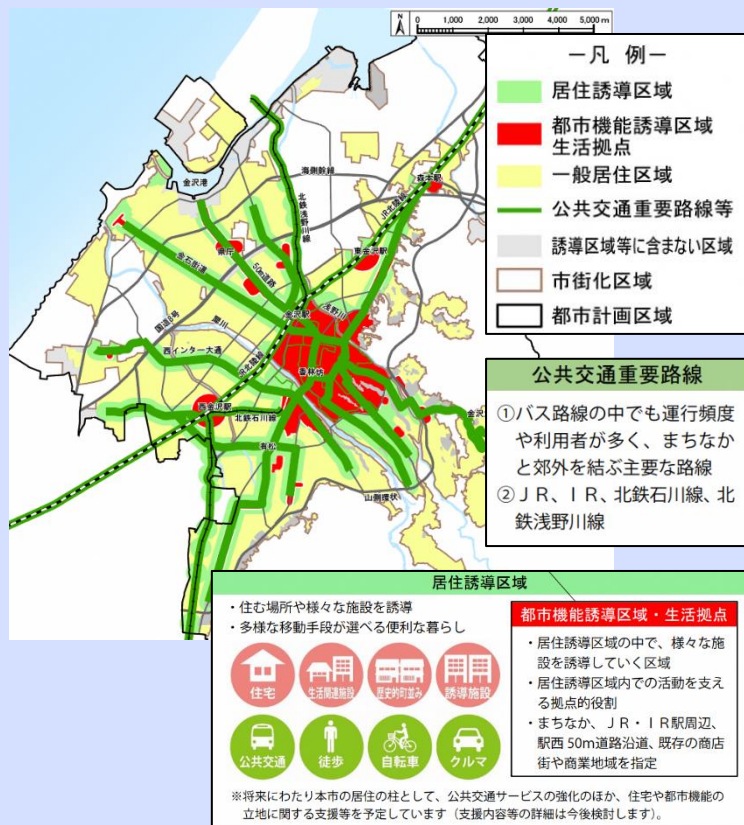 N
0 1,000 2,000 3,000 4,000 5,000 m
－凡 例－
居住誘導区域
都市機能誘導区域
生活拠点
一般居住区域
公共交通重要路線等
誘導区域等に含まない区域
市街化区域
都市計画区域
金沢港
海側幹線
北鉄浅野川線
森本駅
JR北陸線
県庁
50m道路
東金沢駅
金石街道
国道8号
犀川
金沢駅
浅野川
西インター大通
JR北陸線
香林坊
西金沢駅
北鉄石川線
有松
山側環状
金沢
公共交通重要路線
①バス路線の中でも運行頻度
や利用者が多く、まちなか
と郊外を結ぶ主要な路線
②ＪＲ、ＩＲ、北鉄石川線、北
鉄浅野川線
居住誘導区域
・住む場所や様々な施設を誘導
・多様な移動手段が選べる便利な暮らし
住宅
生活関連施設
歴史的町並み
誘導施設
公共交通
徒歩
自転車
クルマ
都市機能誘導区域・生活拠点
・居住誘導区域の中で、様々な施
設を誘導していく区域
・居住誘導区域内での活動を支え
る拠点的役割
・まちなか、ＪＲ・ＩＲ駅周辺、
駅西 50m道路沿道、既存の商店
街や商業地域を指定
※将来にわたり本市の居住の柱として、公共交通サービスの強化のほか、住宅や都市機能の
立地に関する支援等を予定しています（支援内容等の詳細は今後検討します）。